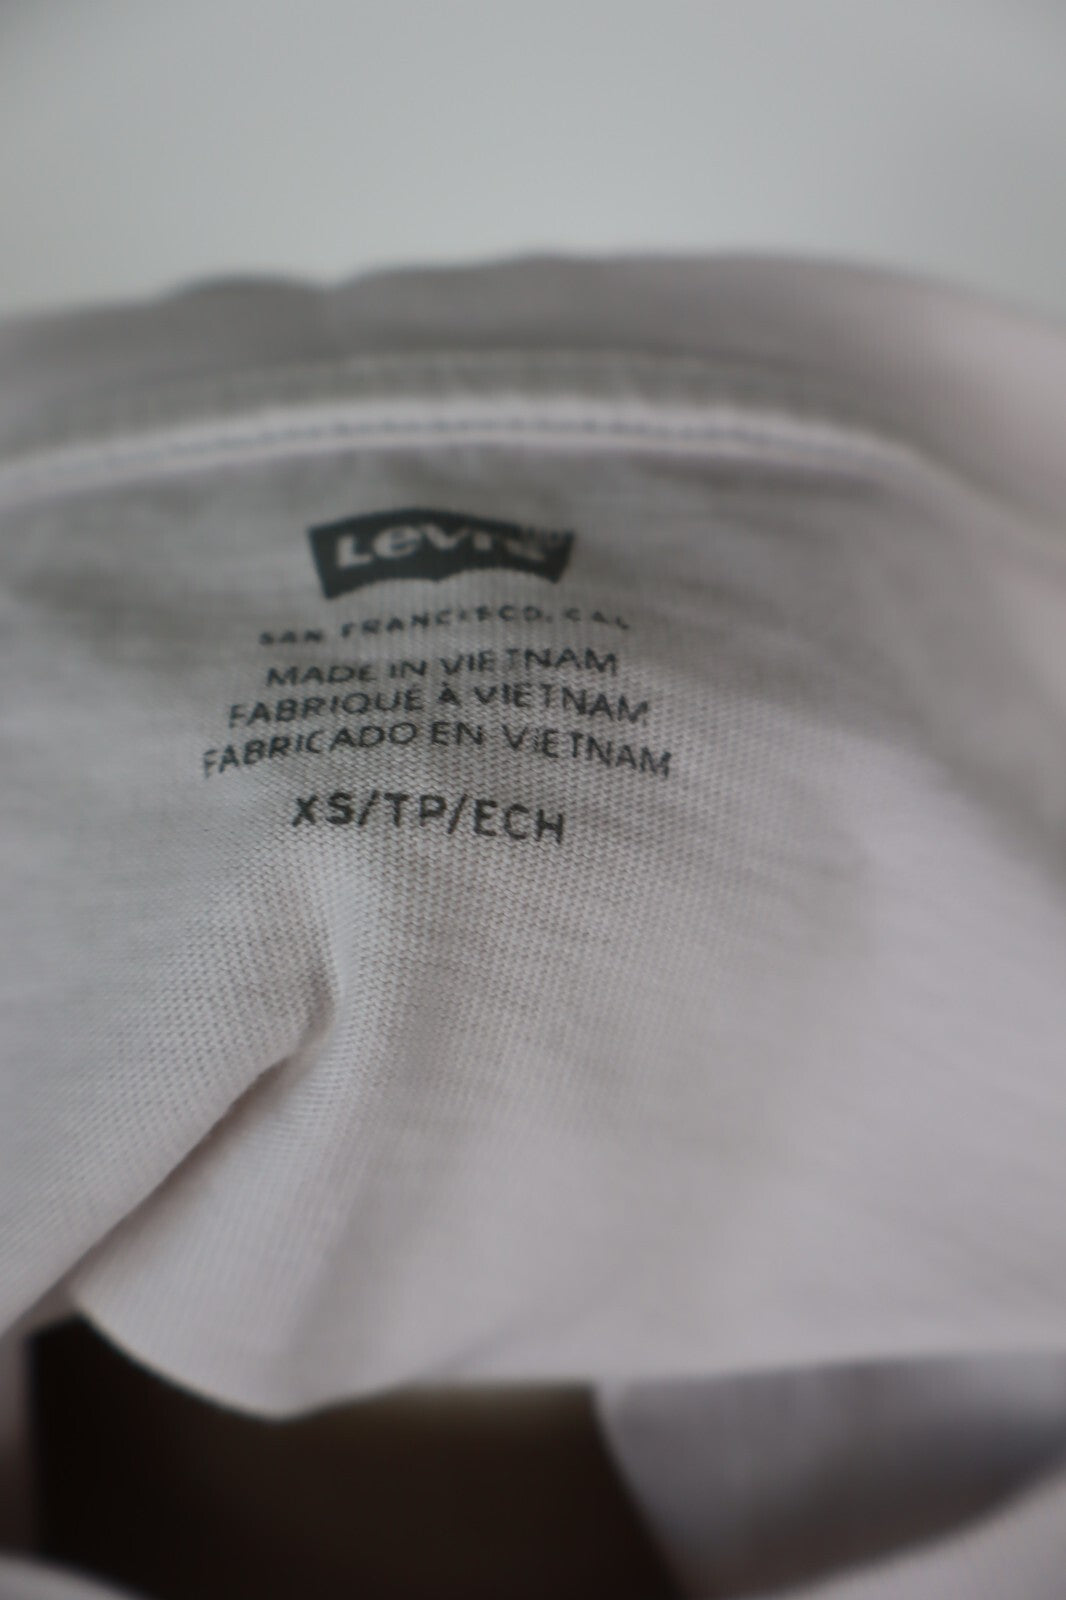 Levi's
SAN FRANCISCO, CAL
MADE IN VIETNAM
FABRIQUÉ À VIETNAM
FABRICADO EN VIETNAM
XS/TP/ECH